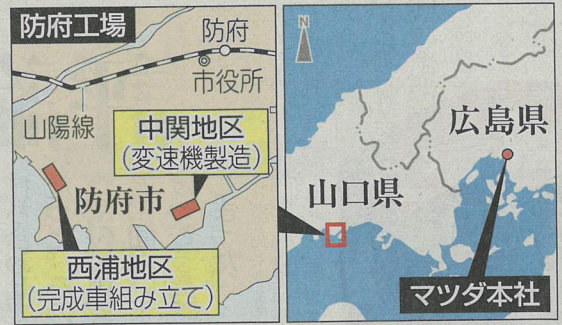 防府工場
防府
市役所
山陽線
中関地区
(変速機製造)
防府市
西浦地区
(完成車組み立て)
N
広島県
山口県
マツダ本社